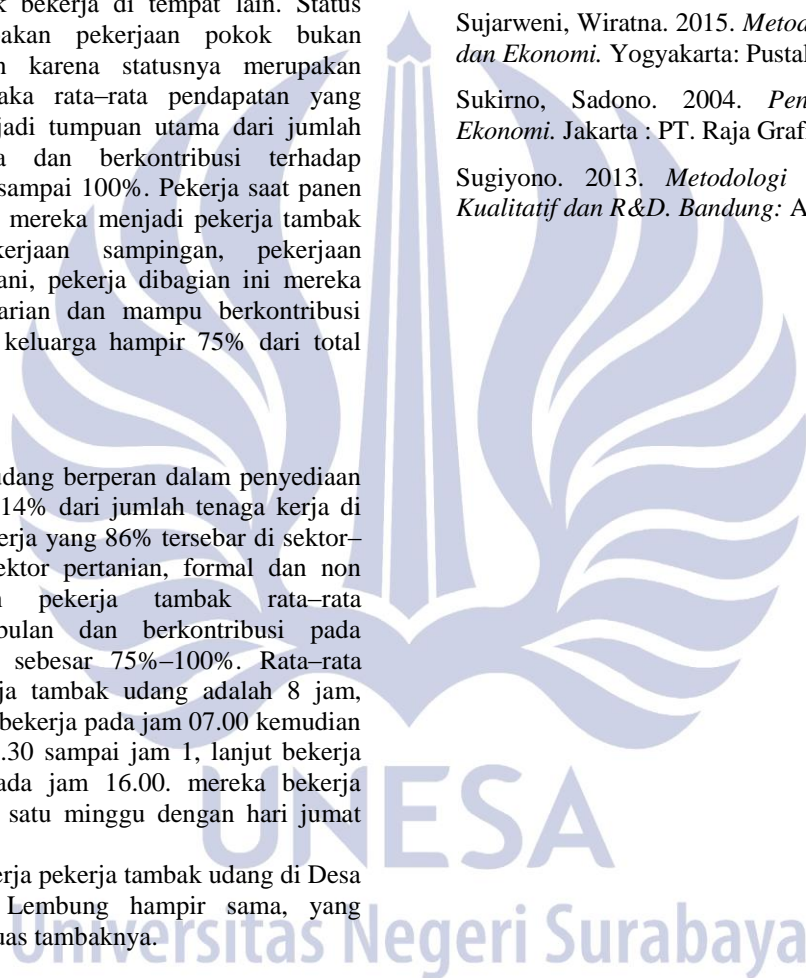 k bekerja di tempat lain. Status
akan pekerjaan pokok bukan
karena statusnya merupakan
aka rata–rata pendapatan yang
jadi tumpuan utama dari jumlah
a dan berkontribusi terhadap
sampai 100%. Pekerja saat panen
mereka menjadi pekerja tambak
kerjaan sampingan, pekerjaan
ani, pekerja dibagian ini mereka
arian dan mampu berkontribusi
keluarga hampir 75% dari total
udang berperan dalam penyediaan
14% dari jumlah tenaga kerja di
erja yang 86% tersebar di sektor–
ektor pertanian, formal dan non
pekerja tambak rata–rata
bulan dan berkontribusi pada
sebesar 75%–100%. Rata–rata
ja tambak udang adalah 8 jam,
bekerja pada jam 07.00 kemudian
.30 sampai jam 1, lanjut bekerja
ada jam 16.00. mereka bekerja
satu minggu dengan hari jumat
erja pekerja tambak udang di Desa
Lembung hampir sama, yang
uas tambaknya.
Sujarweni, Wiratna. 2015. Metod
dan Ekonomi. Yogyakarta: Pustal
Sukirno, Sadono. 2004. Pen
Ekonomi. Jakarta : PT. Raja Grafi
Sugiyono. 2013. Metodologi
Kualitatif dan R&D. Bandung: A
UNESA
Universitas Negeri Surabaya